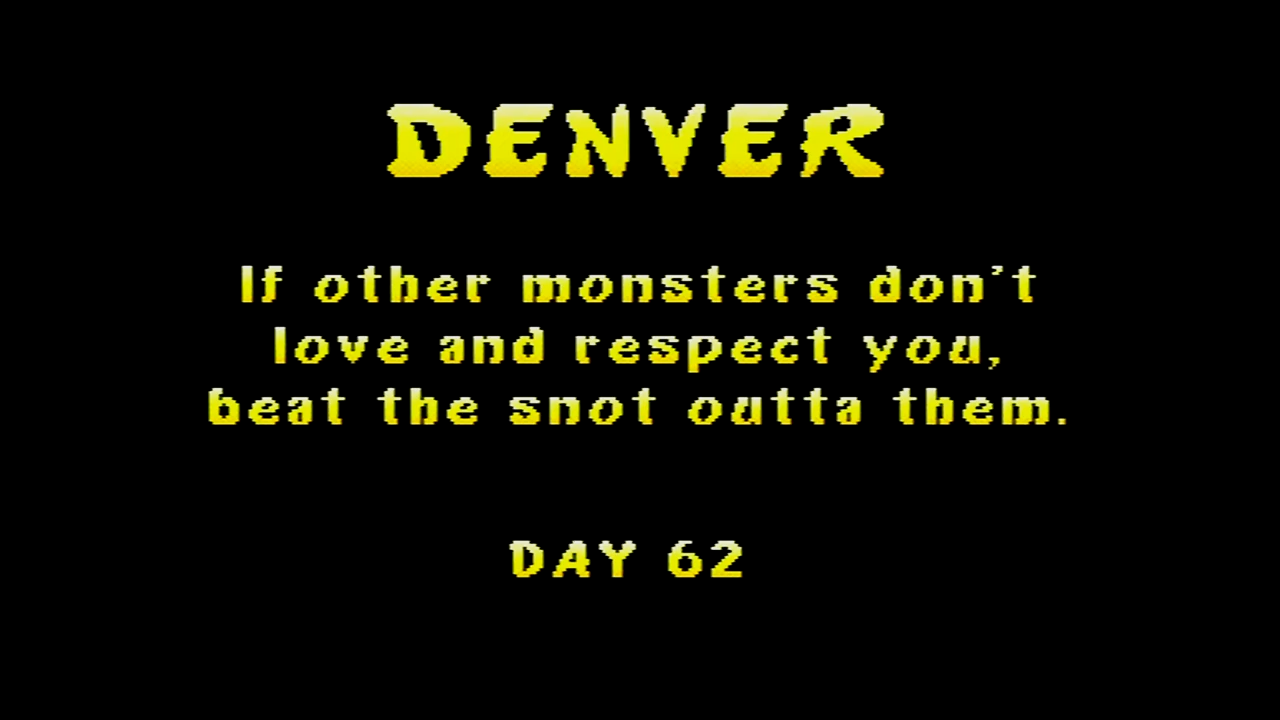 DENVER
If other monsters don't
love and respect you,
beat the snot outta them.
DAY 62